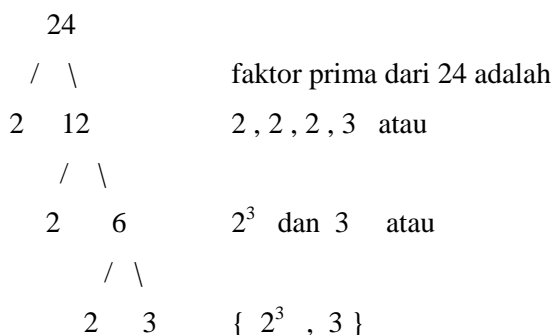 24
/ \ faktor prima dari 24 adalah
2 12 2 , 2 , 2 , 3 atau
/ \
2 6 2³ dan 3 atau
/ \
2 3 { 2³ , 3 }